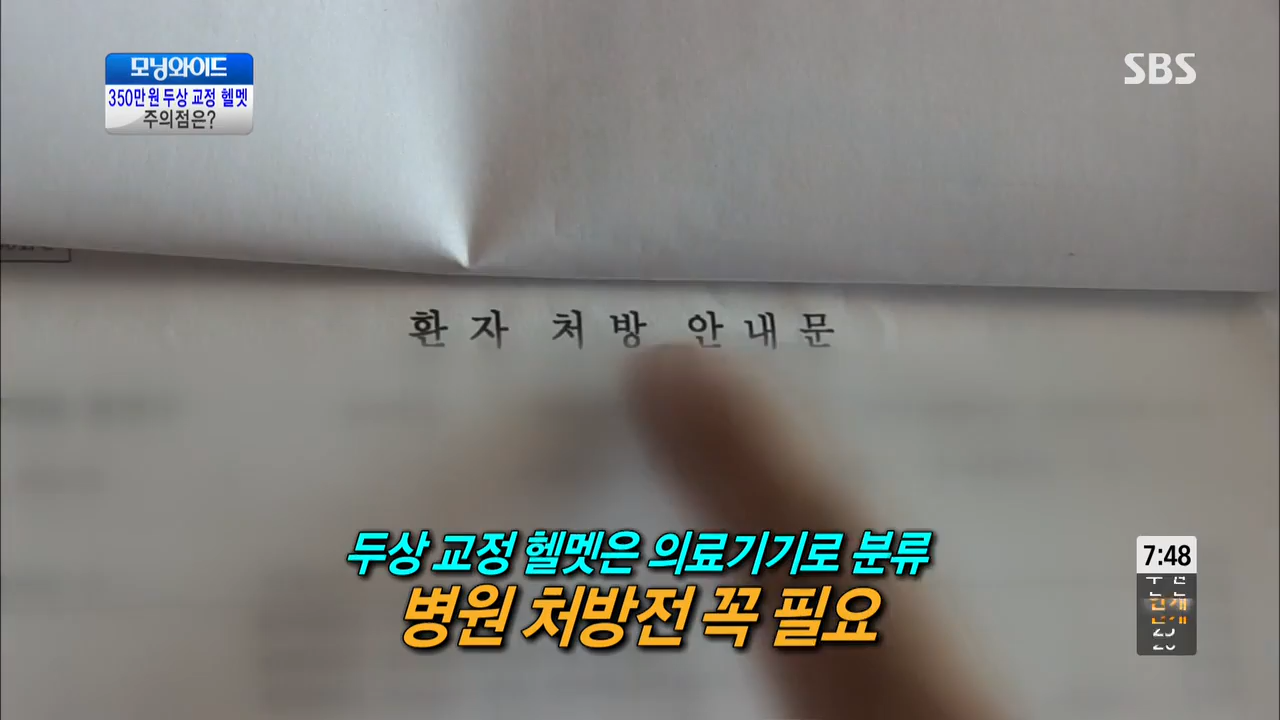 모닝와이드
350만 원 두상 교정 헬멧
주의점은?
SBS
환자 처방 안내문
두상 교정 헬멧은 의료기기로 분류
병원 처방전 꼭 필요
7:48